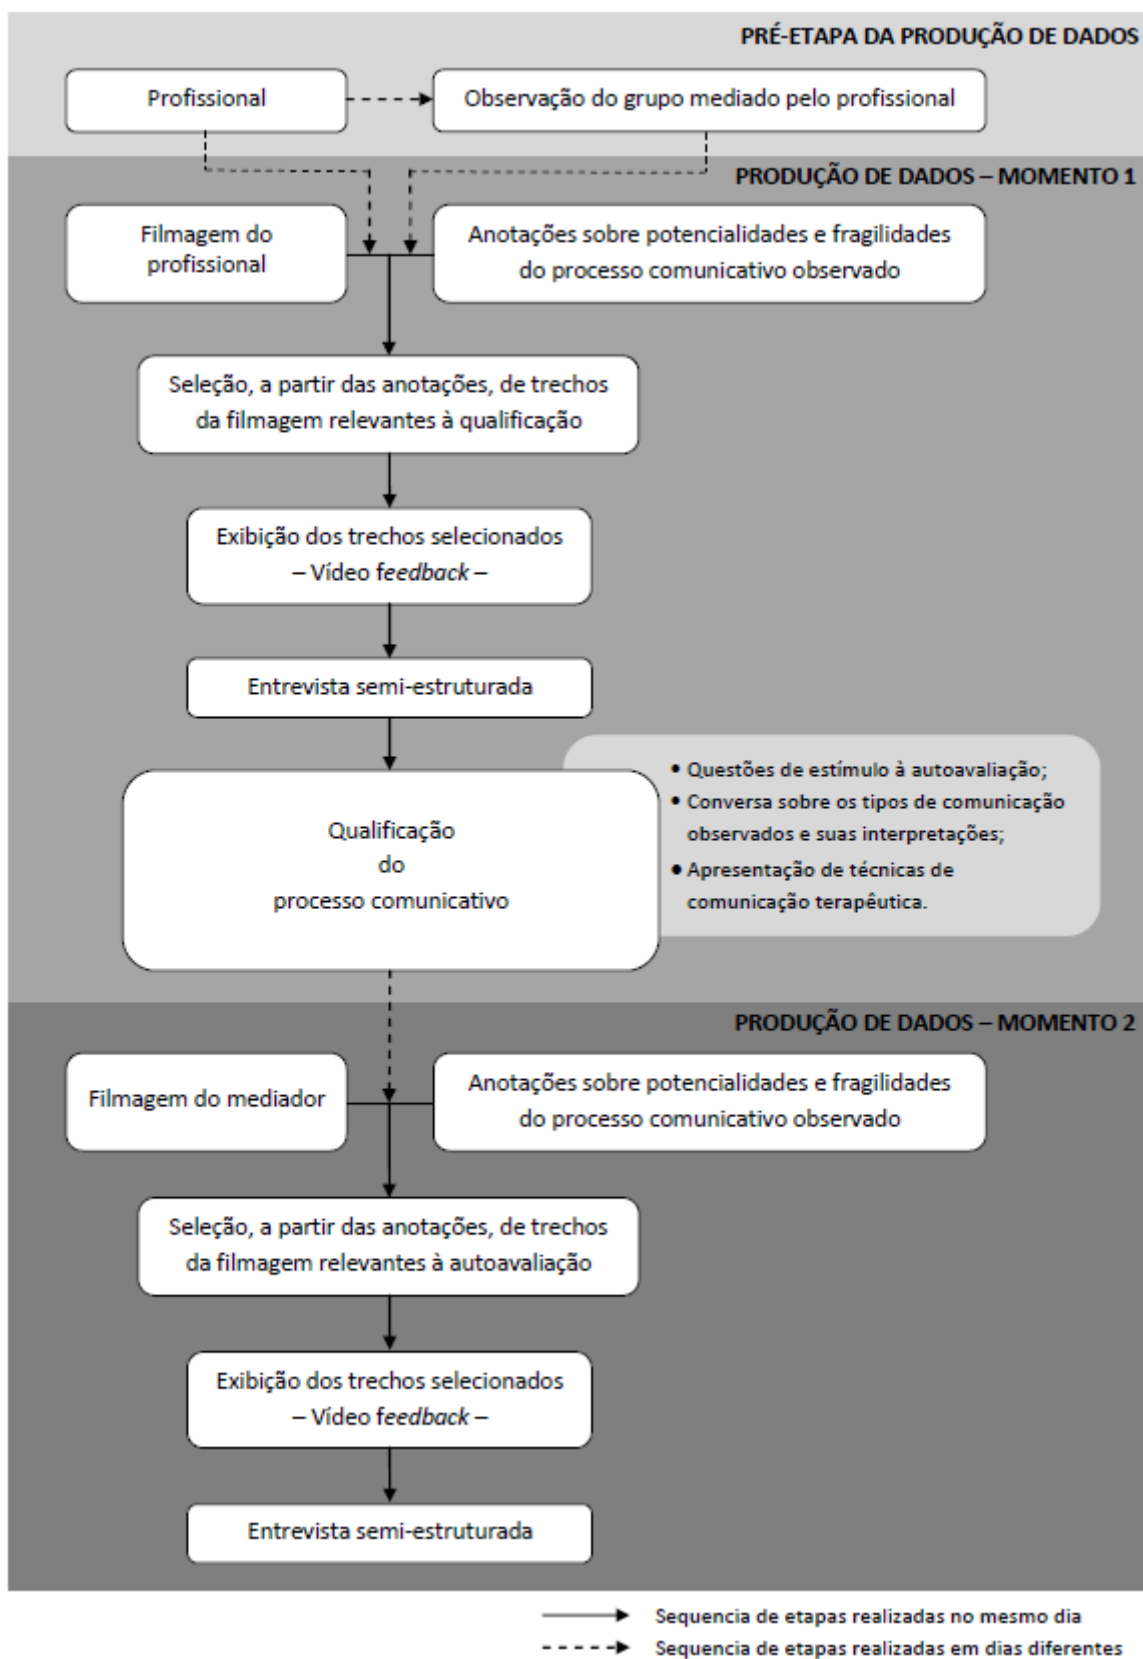 PRÉ-ETAPA DA PRODUÇÃO DE DADOS
Profissional
Observação do grupo mediado pelo profissional
PRODUÇÃO DE DADOS – MOMENTO 1
Filmagem do
profissional
Anotações sobre potencialidades e fragilidades
do processo comunicativo observado
Seleção, a partir das anotações, de trechos
da filmagem relevantes à qualificação
Exibição dos trechos selecionados
– Vídeo feedback –
Entrevista semi-estruturada
Qualificação
do
processo comunicativo
• Questões de estímulo à autoavaliação;
• Conversa sobre os tipos de comunicação
observados e suas interpretações;
• Apresentação de técnicas de
comunicação terapêutica.
PRODUÇÃO DE DADOS – MOMENTO 2
Filmagem do mediador
Anotações sobre potencialidades e fragilidades
do processo comunicativo observado
Seleção, a partir das anotações, de trechos
da filmagem relevantes à autoavaliação
Exibição dos trechos selecionados
– Vídeo feedback –
Entrevista semi-estruturada
Sequencia de etapas realizadas no mesmo dia
Sequencia de etapas realizadas em dias diferentes